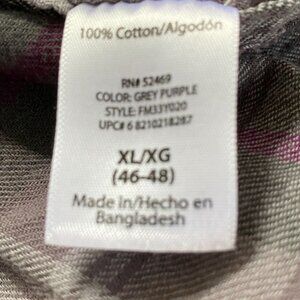 100% Cotton/Algodón
RN# 52469
COLOR: GREY PURPLE
STYLE: FM33Y020
UPC# 6 8210218287
XL/XG
(46-48)
Made in/Hecho en
Bangladesh